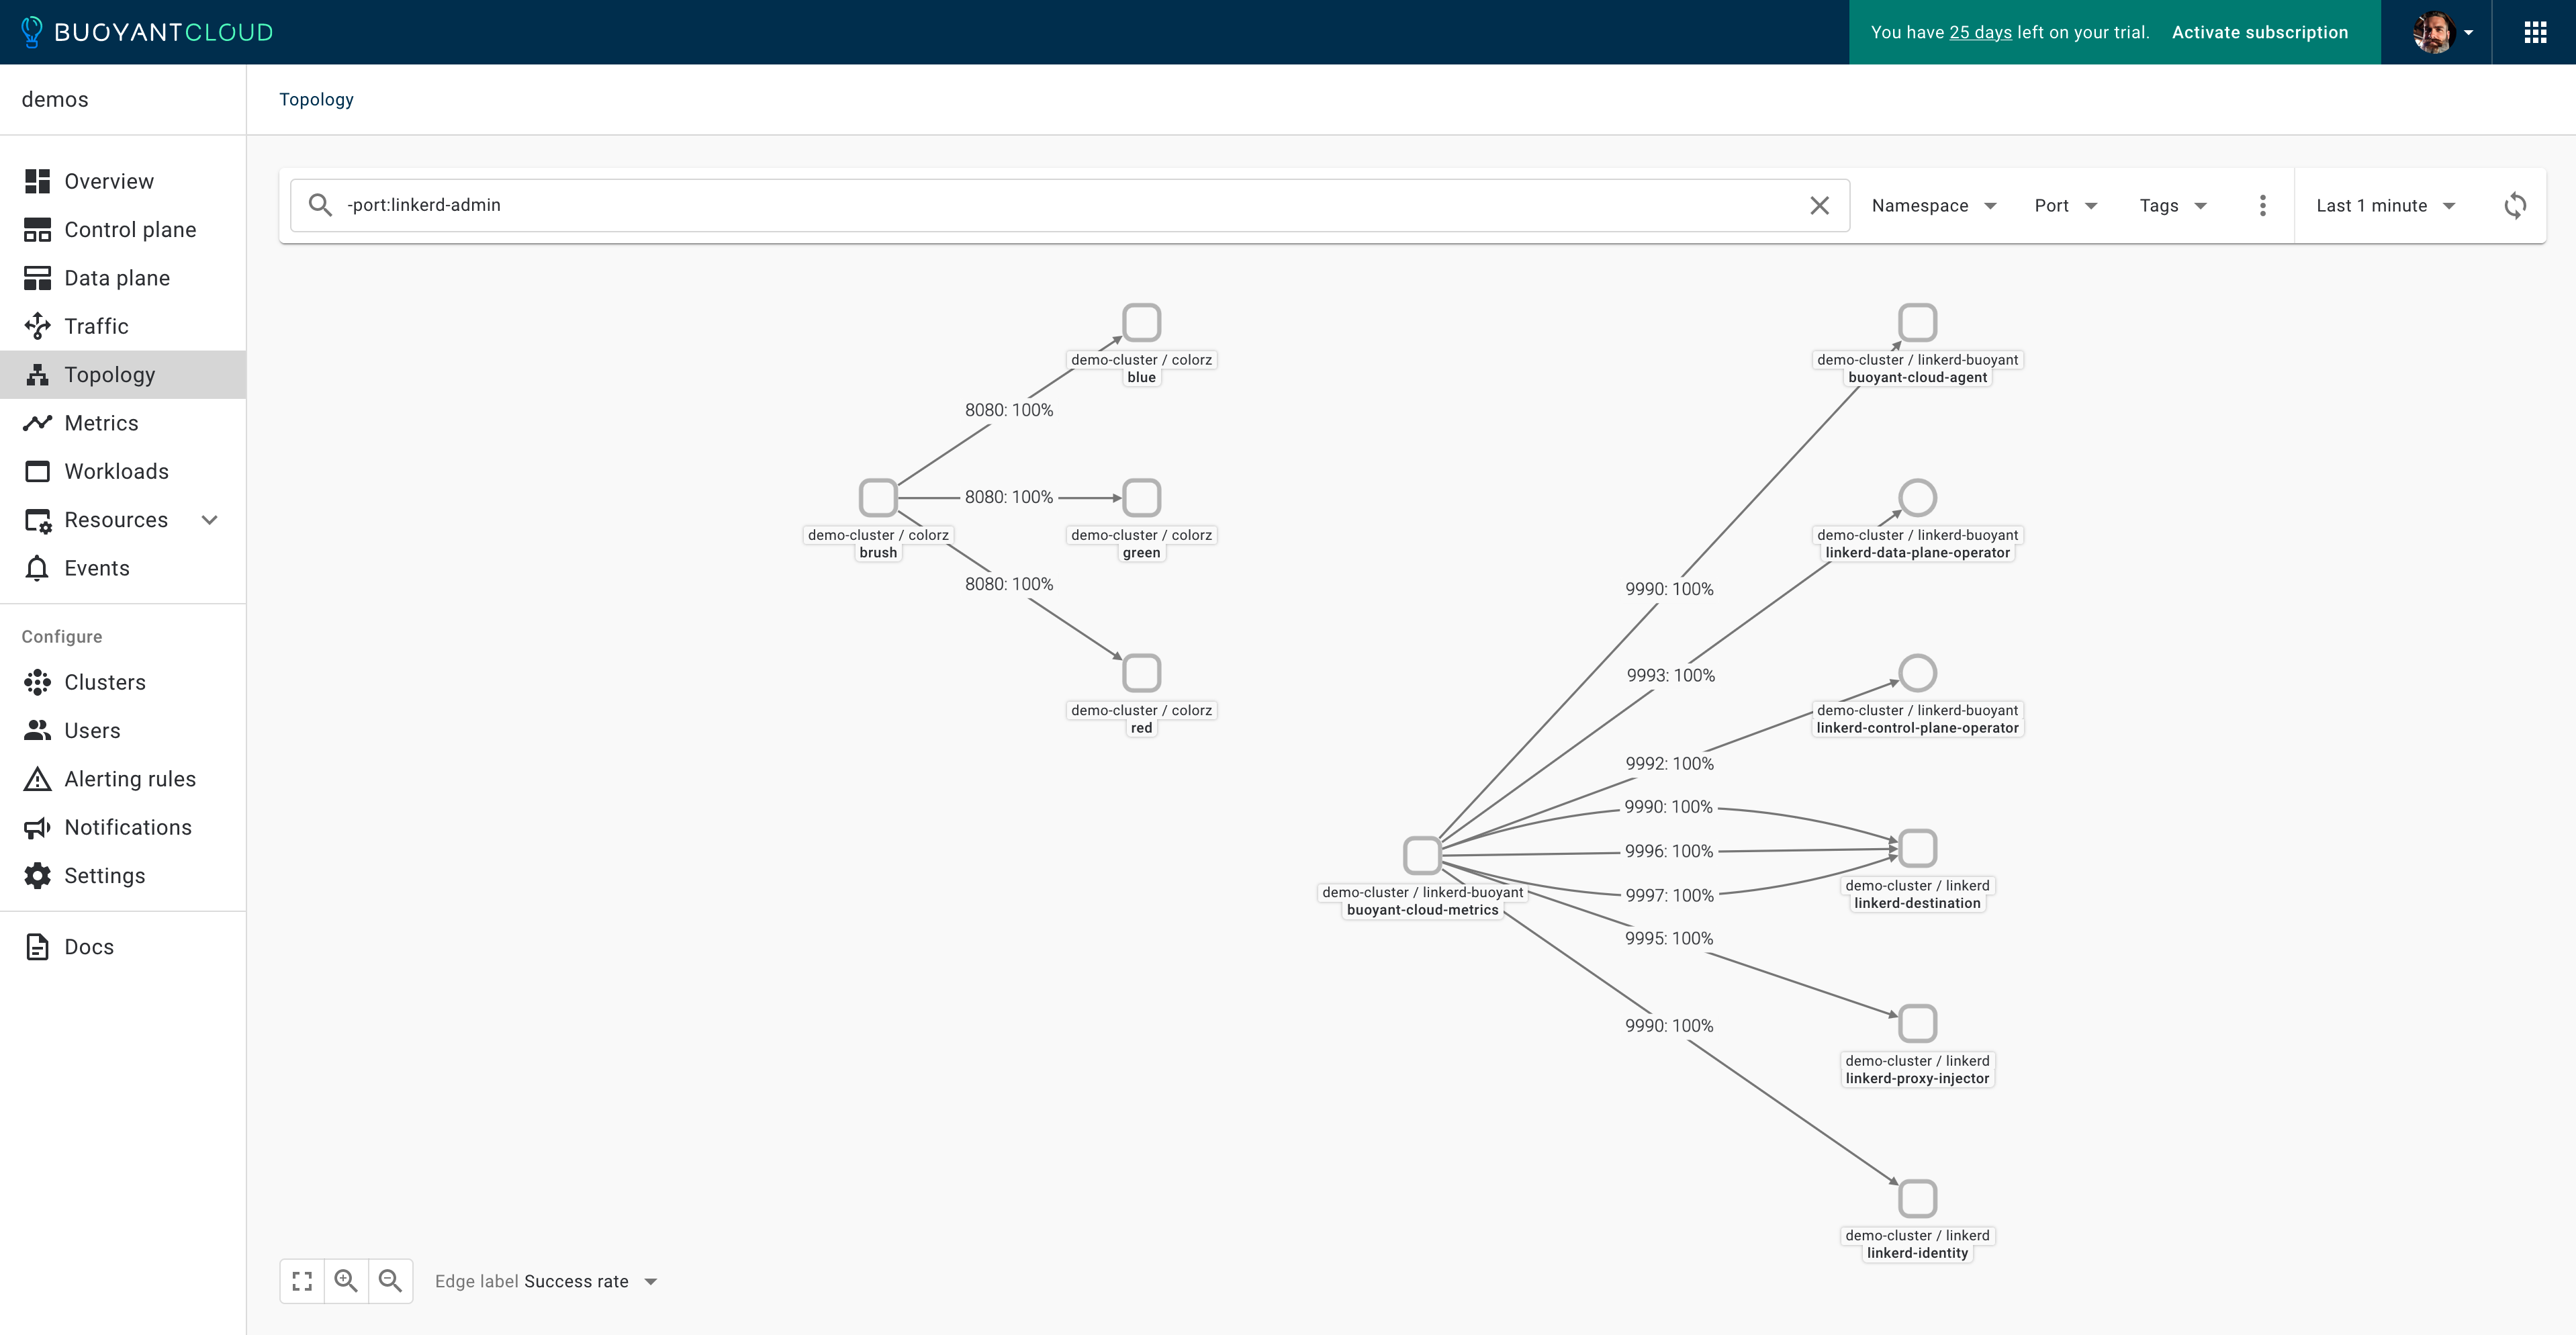 BUOYANTCLOUD
You have 25 days left on your trial. Activate subscription
demos
Topology
Overview
Control plane
Data plane
Traffic
Topology
Metrics
Workloads
Resources
Events
Configure
Clusters
Users
Alerting rules
Notifications
Settings
Docs
-port:linkerd-admin
Namespace
Port
Tags
Last 1 minute
demo-cluster / colorz
blue
8080: 100%
demo-cluster / colorz
brush
8080: 100%
demo-cluster / colorz
green
8080: 100%
demo-cluster / colorz
red
demo-cluster / linkerd-buoyant
buoyant-cloud-agent
demo-cluster / linkerd-buoyant
linkerd-data-plane-operator
9990: 100%
9993: 100%
demo-cluster / linkerd-buoyant
linkerd-control-plane-operator
9992: 100%
9990: 100%
9996: 100%
9997: 100%
demo-cluster / linkerd-buoyant
buoyant-cloud-metrics
demo-cluster / linkerd
linkerd-destination
9995: 100%
9990: 100%
demo-cluster / linkerd
linkerd-proxy-injector
demo-cluster / linkerd
linkerd-identity
Edge label Success rate